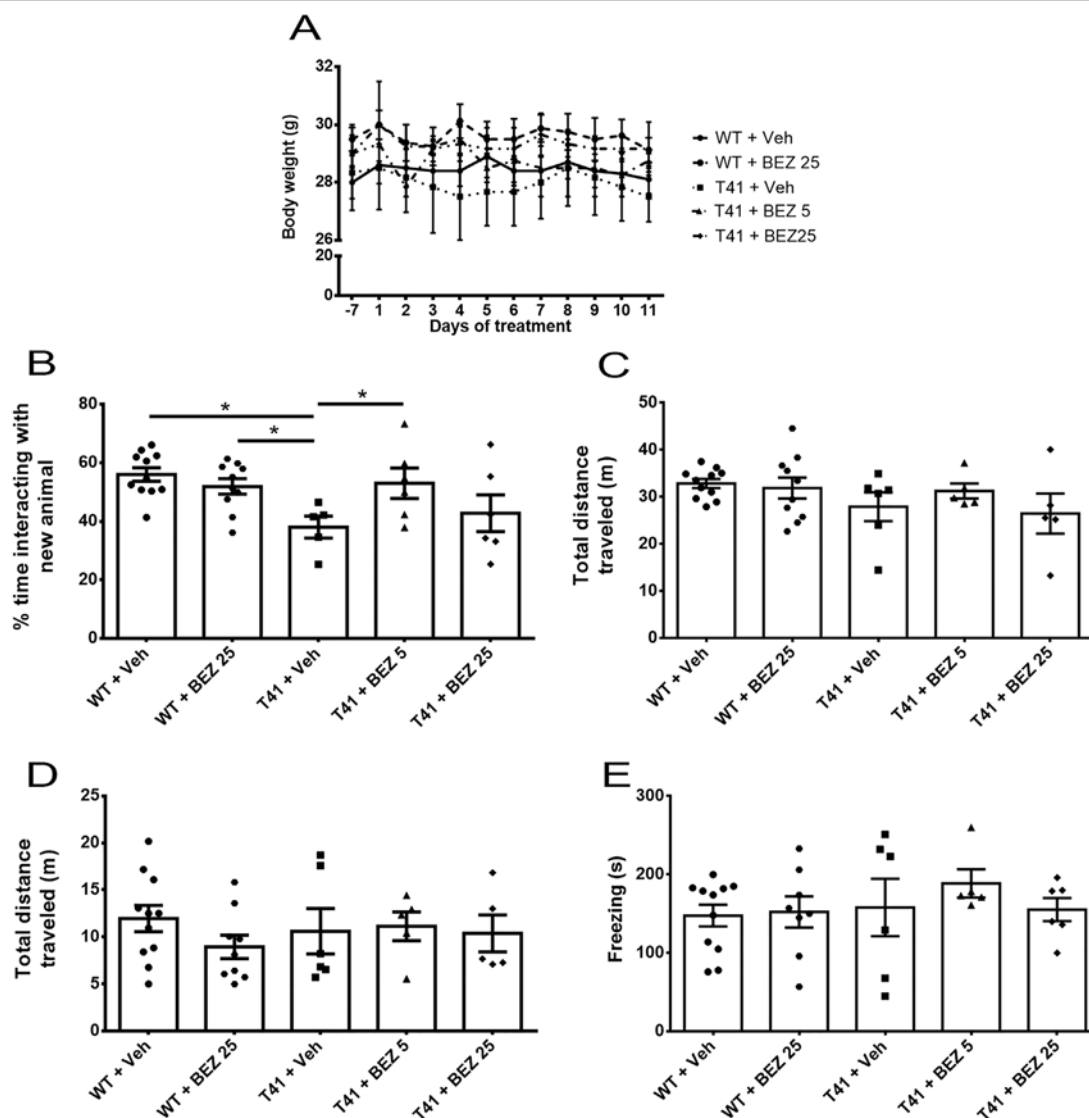 A
32
30
28
26
20
0
Body weight (g)
-7 1 2 3 4 5 6 7 8 9 10 11
Days of treatment
WT + Veh
WT + BEZ 25
T41 + Veh
T41 + BEZ 5
T41 + BEZ25
B
% time interacting with
new animal
80
60
40
20
0
*
*
*
WT + Veh
WT + BEZ 25
T41 + Veh
T41 + BEZ 5
T41 + BEZ 25
C
Total distance
traveled (m)
50
40
30
20
10
0
WT + Veh
WT + BEZ 25
T41 + Veh
T41 + BEZ 5
T41 + BEZ 25
D
Total distance
traveled (m)
25
20
15
10
5
0
WT + Veh
WT + BEZ 25
T41 + Veh
T41 + BEZ 5
T41 + BEZ 25
E
Freezing (s)
300
200
100
0
WT + Veh
WT + BEZ 25
T41 + Veh
T41 + BEZ 5
T41 + BEZ 25